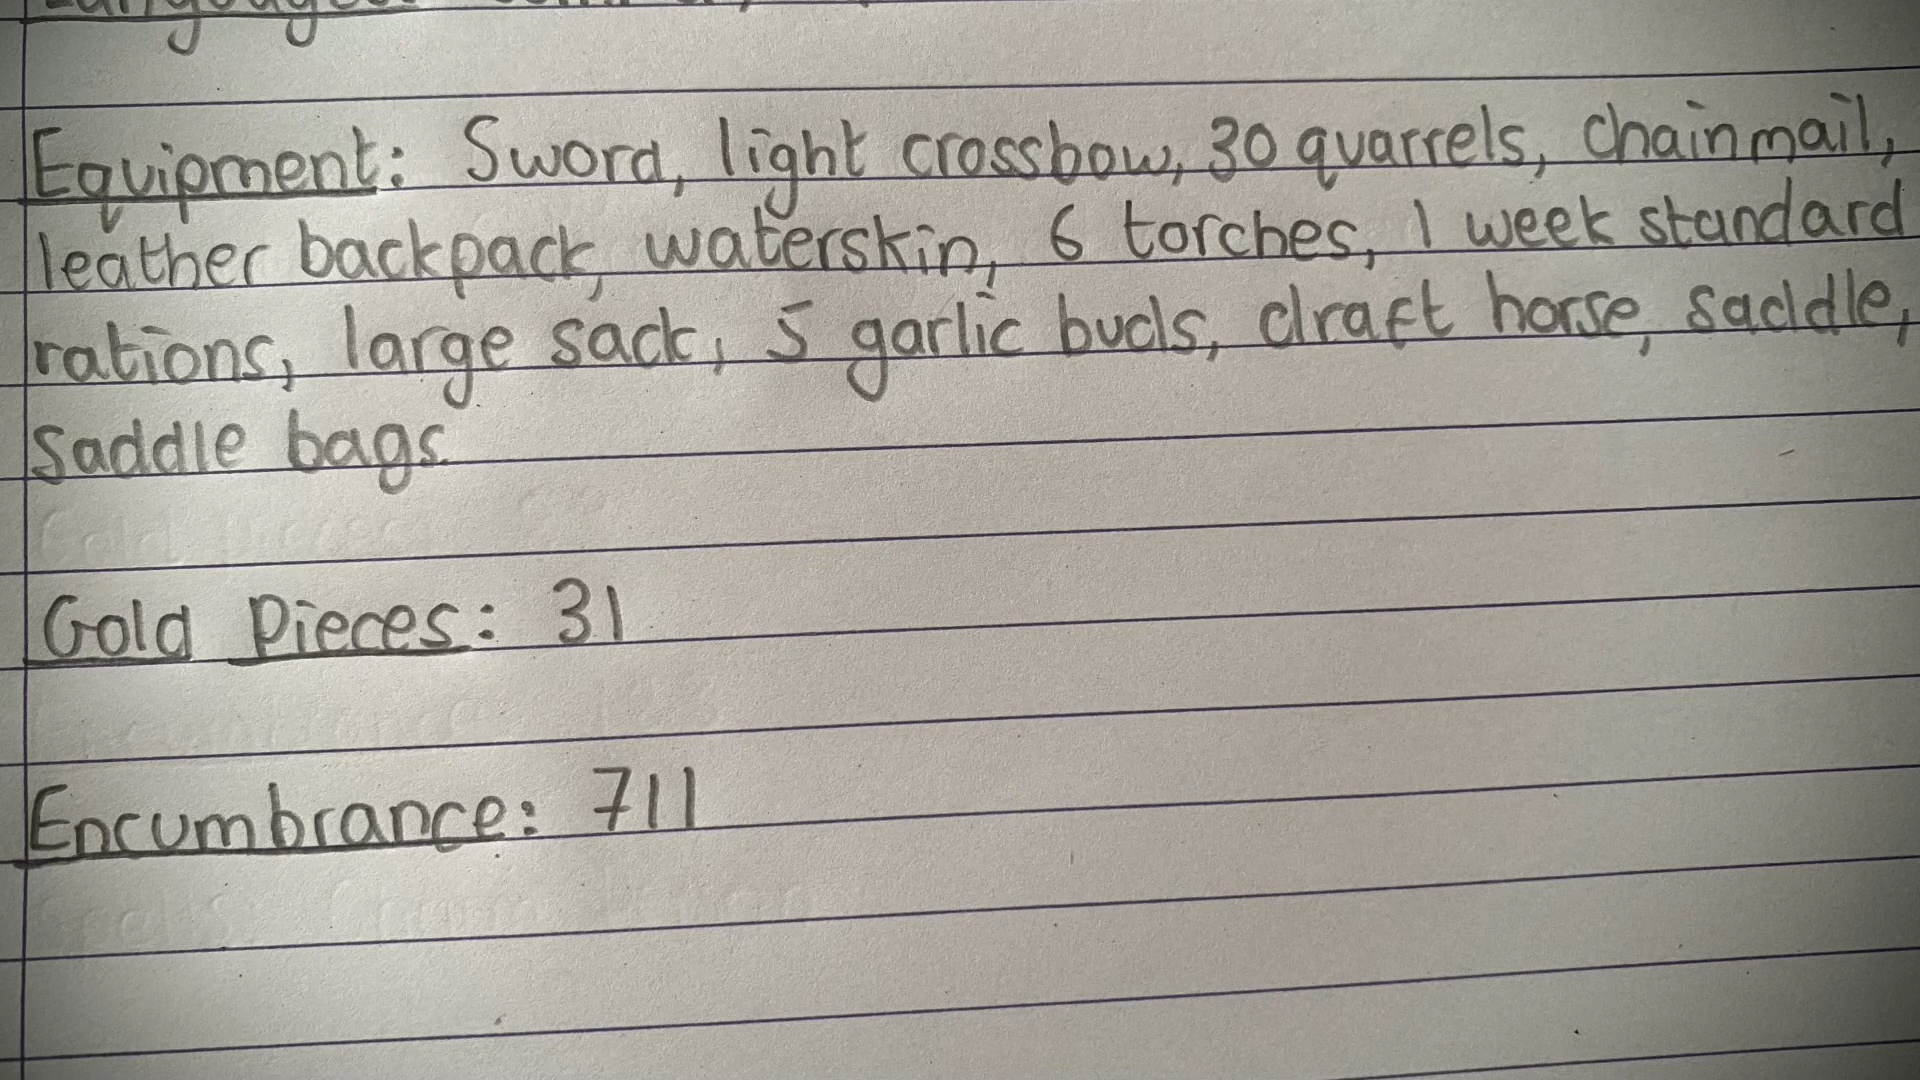 Equipment: Sword, light crossbow, 30 quarrels, chainmail,
leather backpack, waterskin, 6 torches, 1 week standard
rations, large sack, 5 garlic buds, draft horse, saddle,
saddle bags
Gold Pieces: 31
Encumbrance: 711